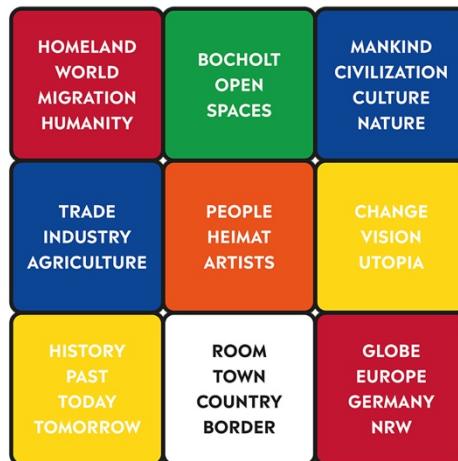 HOMELAND
WORLD
MIGRATION
HUMANITY
BOCHOLT
OPEN
SPACES
MANKIND
CIVILIZATION
CULTURE
NATURE
TRADE
INDUSTRY
AGRICULTURE
PEOPLE
HEIMAT
ARTISTS
CHANGE
VISION
UTOPIA
HISTORY
PAST
TODAY
TOMORROW
ROOM
TOWN
COUNTRY
BORDER
GLOBE
EUROPE
GERMANY
NRW